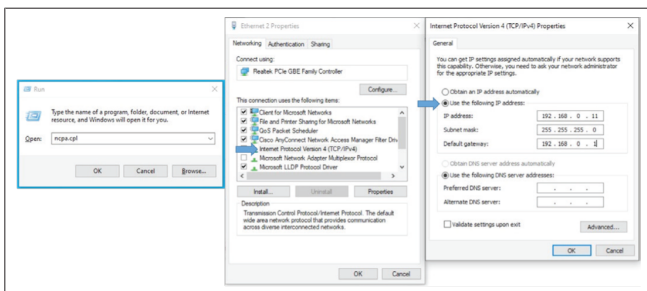 Run
Type the name of a program, folder, document, or Internet
resource, and Windows will open it for you.
Open: ncpa.cpl
OK Cancel Browse...
Ethernet 2 Properties
Networking Authentication Sharing
Connect using:
Realtek PCIe GBE Family Controller
Configure...
This connection uses the following items:
Client for Microsoft Networks
File and Printer Sharing for Microsoft Networks
QoS Packet Scheduler
Cisco AnyConnect Network Access Manager Filter Driv
Internet Protocol Version 4 (TCP/IPv4)
Microsoft Network Adapter Multiplexor Protocol
Microsoft LLDP Protocol Driver
Install... Uninstall Properties
Description
Transmission Control Protocol/Internet Protocol. The default
wide area network protocol that provides communication
across diverse interconnected networks.
OK Cancel
Internet Protocol Version 4 (TCP/IPv4) Properties
General
You can get IP settings assigned automatically if your network supports
this capability. Otherwise, you need to ask your network administrator
for the appropriate IP settings.
Obtain an IP address automatically
Use the following IP address:
IP address: 192 . 168 . 0 . 11
Subnet mask: 255 . 255 . 255 . 0
Default gateway: 192 . 168 . 0 . 1
Obtain DNS server address automatically
Use the following DNS server addresses:
Preferred DNS server: . . .
Alternate DNS server: . . .
Validate settings upon exit
Advanced...
OK Cancel